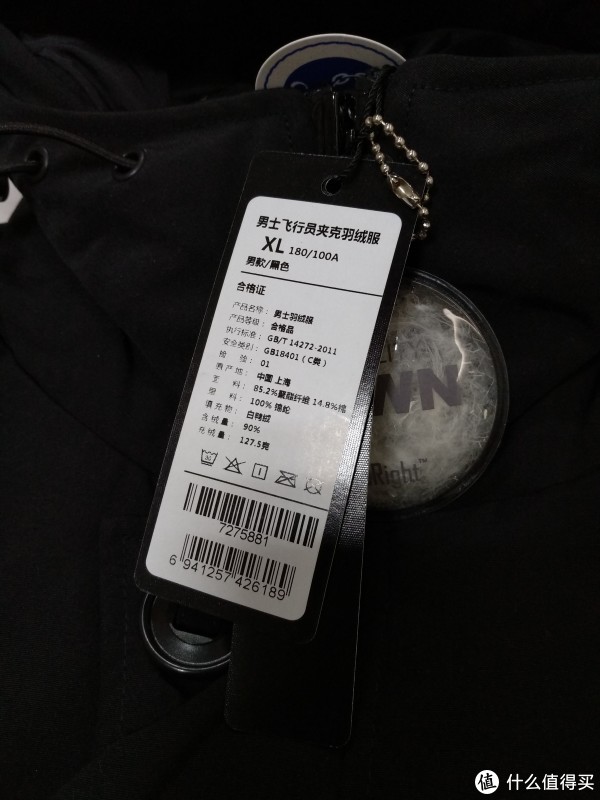 男士飞行员夹克羽绒服
XL 180/100A
男款/黑色
合格证
产品名称： 男士羽绒服
产品等级： 合格品
执行标准： GB/T 14272-2011
安全类别： GB18401（C类）
检 验： 01
原 产 地： 中国 上海
面 料： 85.2%聚酯纤维 14.8%棉
里 料： 100% 锦纶
填 充 物： 白鸭绒
含 绒 量： 90%
充 绒 量： 127.5克
7275881
6 941257 426189
WN
Right™
值 什么值得买